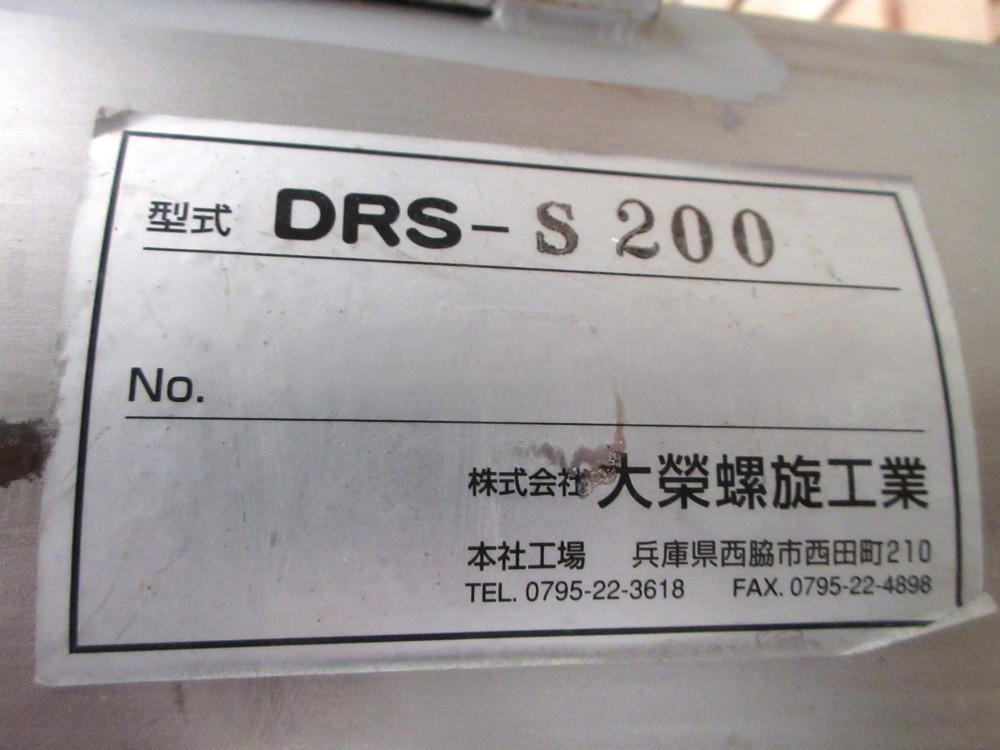 型式 DRS-S200
No.
株式会社 大榮螺旋工業
本社工場 兵庫県西脇市西田町210
TEL. 0795-22-3618 FAX. 0795-22-4898